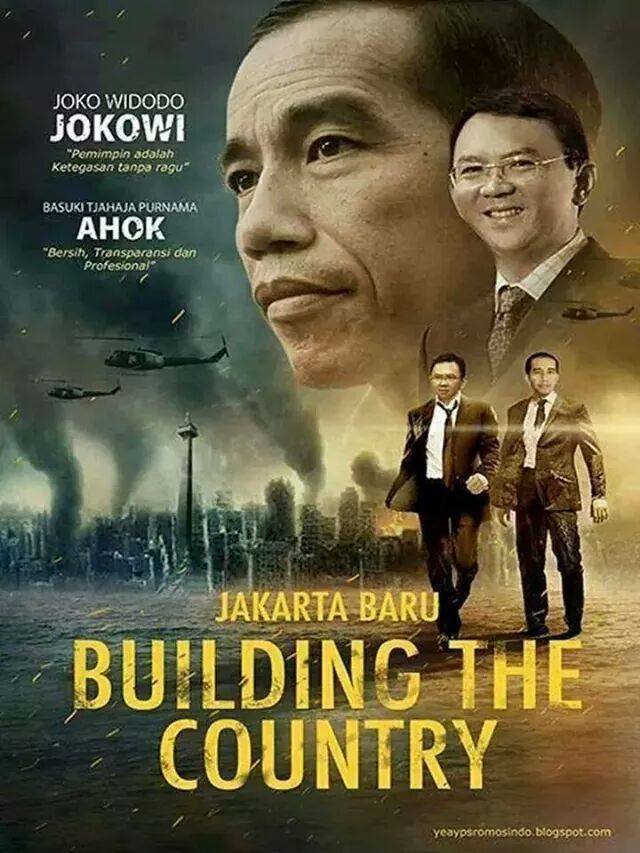 JOKO WIDODO
JOKOWI
"Pemimpin adalah
Ketegasan tanpa ragu"
BASUKI TJAHAJA PURNAMA
AHOK
"Bersih, Transparansi dan
Profesional"
JAKARTA BARU
BUILDING THE
COUNTRY
yeaypsromosindo.blogspot.com